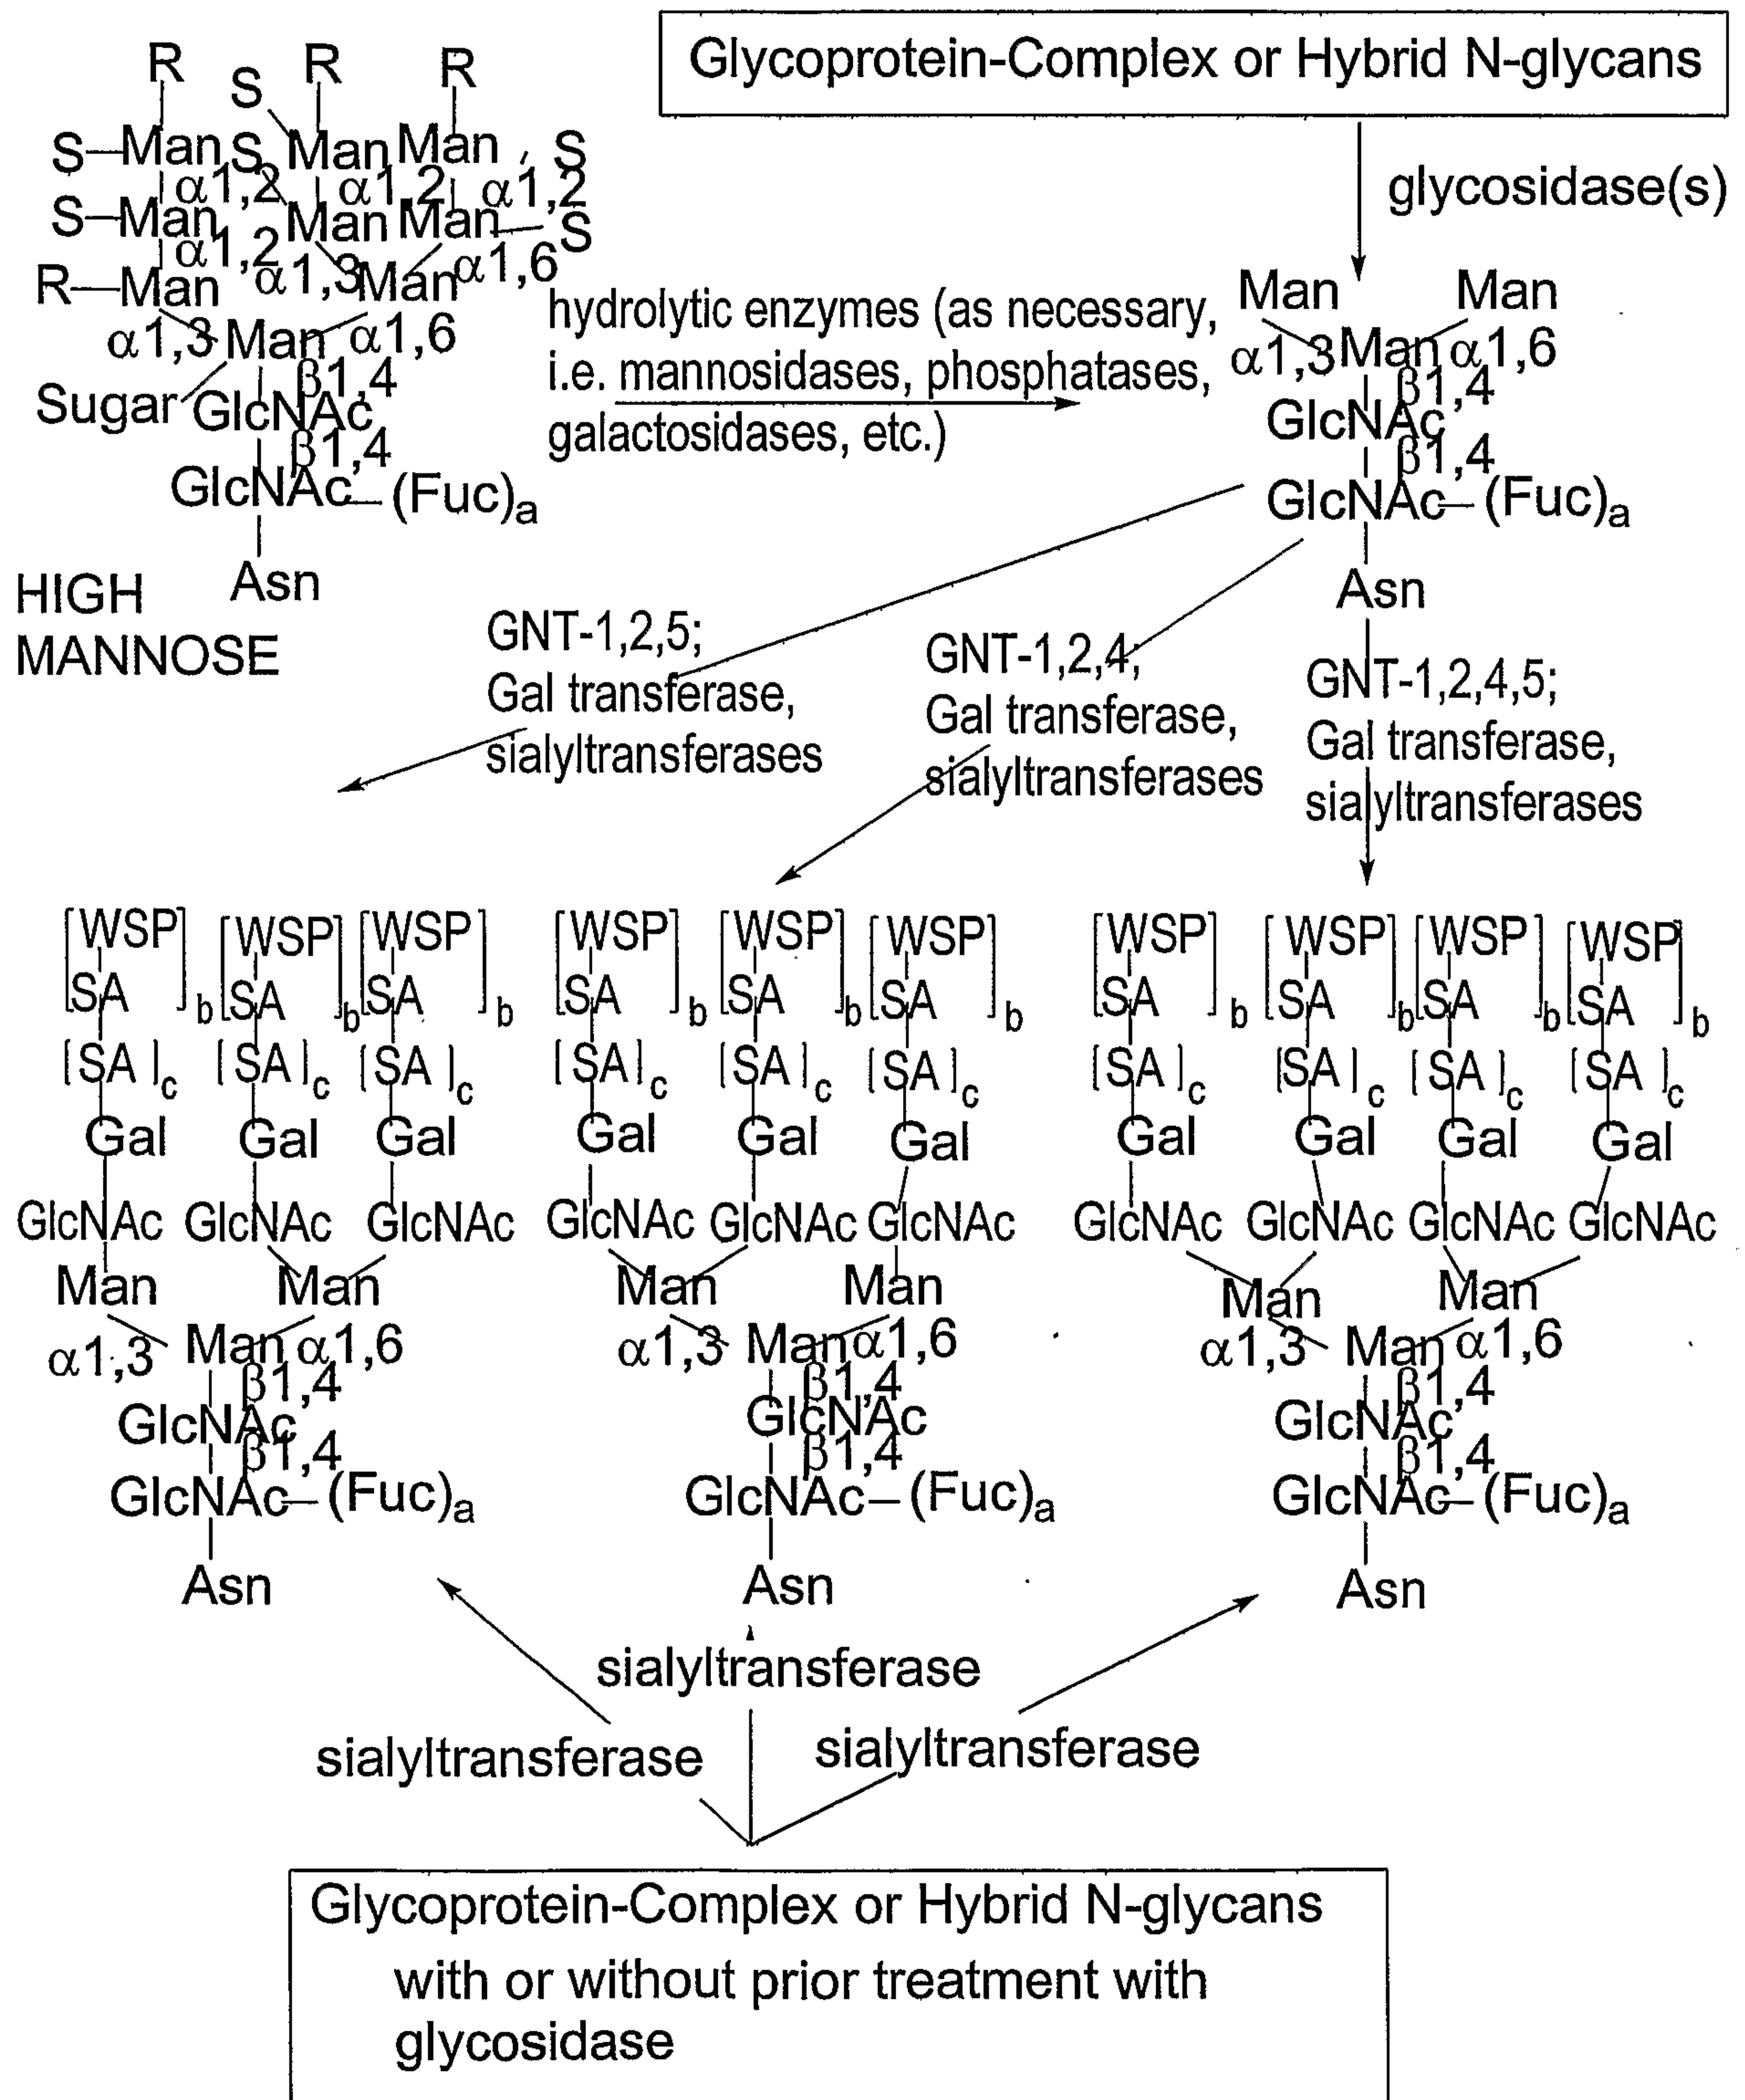 Glycoprotein-Complex or Hybrid N-glycans
R S R R
S–Man S Man Man S
α1,2 α1,2 α1,2
S–Man Man Man S
α1,2 α1,3 Man α1,6
R–Man
α1,3 Man α1,6
β1,4
Sugar GlcNAc
β1,4
GlcNAc–(Fuc)a
Asn
HIGH
MANNOSE
glycosidase(s)
hydrolytic enzymes (as necessary,
i.e. mannosidases, phosphatases,
galactosidases, etc.)
Man Man
α1,3 Man α1,6
β1,4
GlcNAc
β1,4
GlcNAc–(Fuc)a
Asn
GNT-1,2,5;
Gal transferase,
sialyltransferases
GNT-1,2,4;
Gal transferase,
sialyltransferases
GNT-1,2,4,5;
Gal transferase,
sialyltransferases
[WSP [WSP [WSP
SA]b SA]b SA]b
[SA]c [SA]c [SA]c
Gal Gal Gal
GlcNAc GlcNAc GlcNAc
Man Man
α1,3 Man α1,6
β1,4
GlcNAc
β1,4
GlcNAc–(Fuc)a
Asn
[WSP [WSP [WSP
SA]b SA]b SA]b
[SA]c [SA]c [SA]c
Gal Gal Gal
GlcNAc GlcNAc GlcNAc
Man Man
α1,3 Man α1,6
β1,4
GlcNAc
β1,4
GlcNAc–(Fuc)a
Asn
[WSP [WSP [WSP [WSP
SA]b SA]b SA]b SA]b
[SA]c [SA]c [SA]c [SA]c
Gal Gal Gal Gal
GlcNAc GlcNAc GlcNAc GlcNAc
Man Man
α1,3 Man α1,6
β1,4
GlcNAc
β1,4
GlcNAc–(Fuc)a
Asn
sialyltransferase
sialyltransferase
sialyltransferase
Glycoprotein-Complex or Hybrid N-glycans
with or without prior treatment with
glycosidase